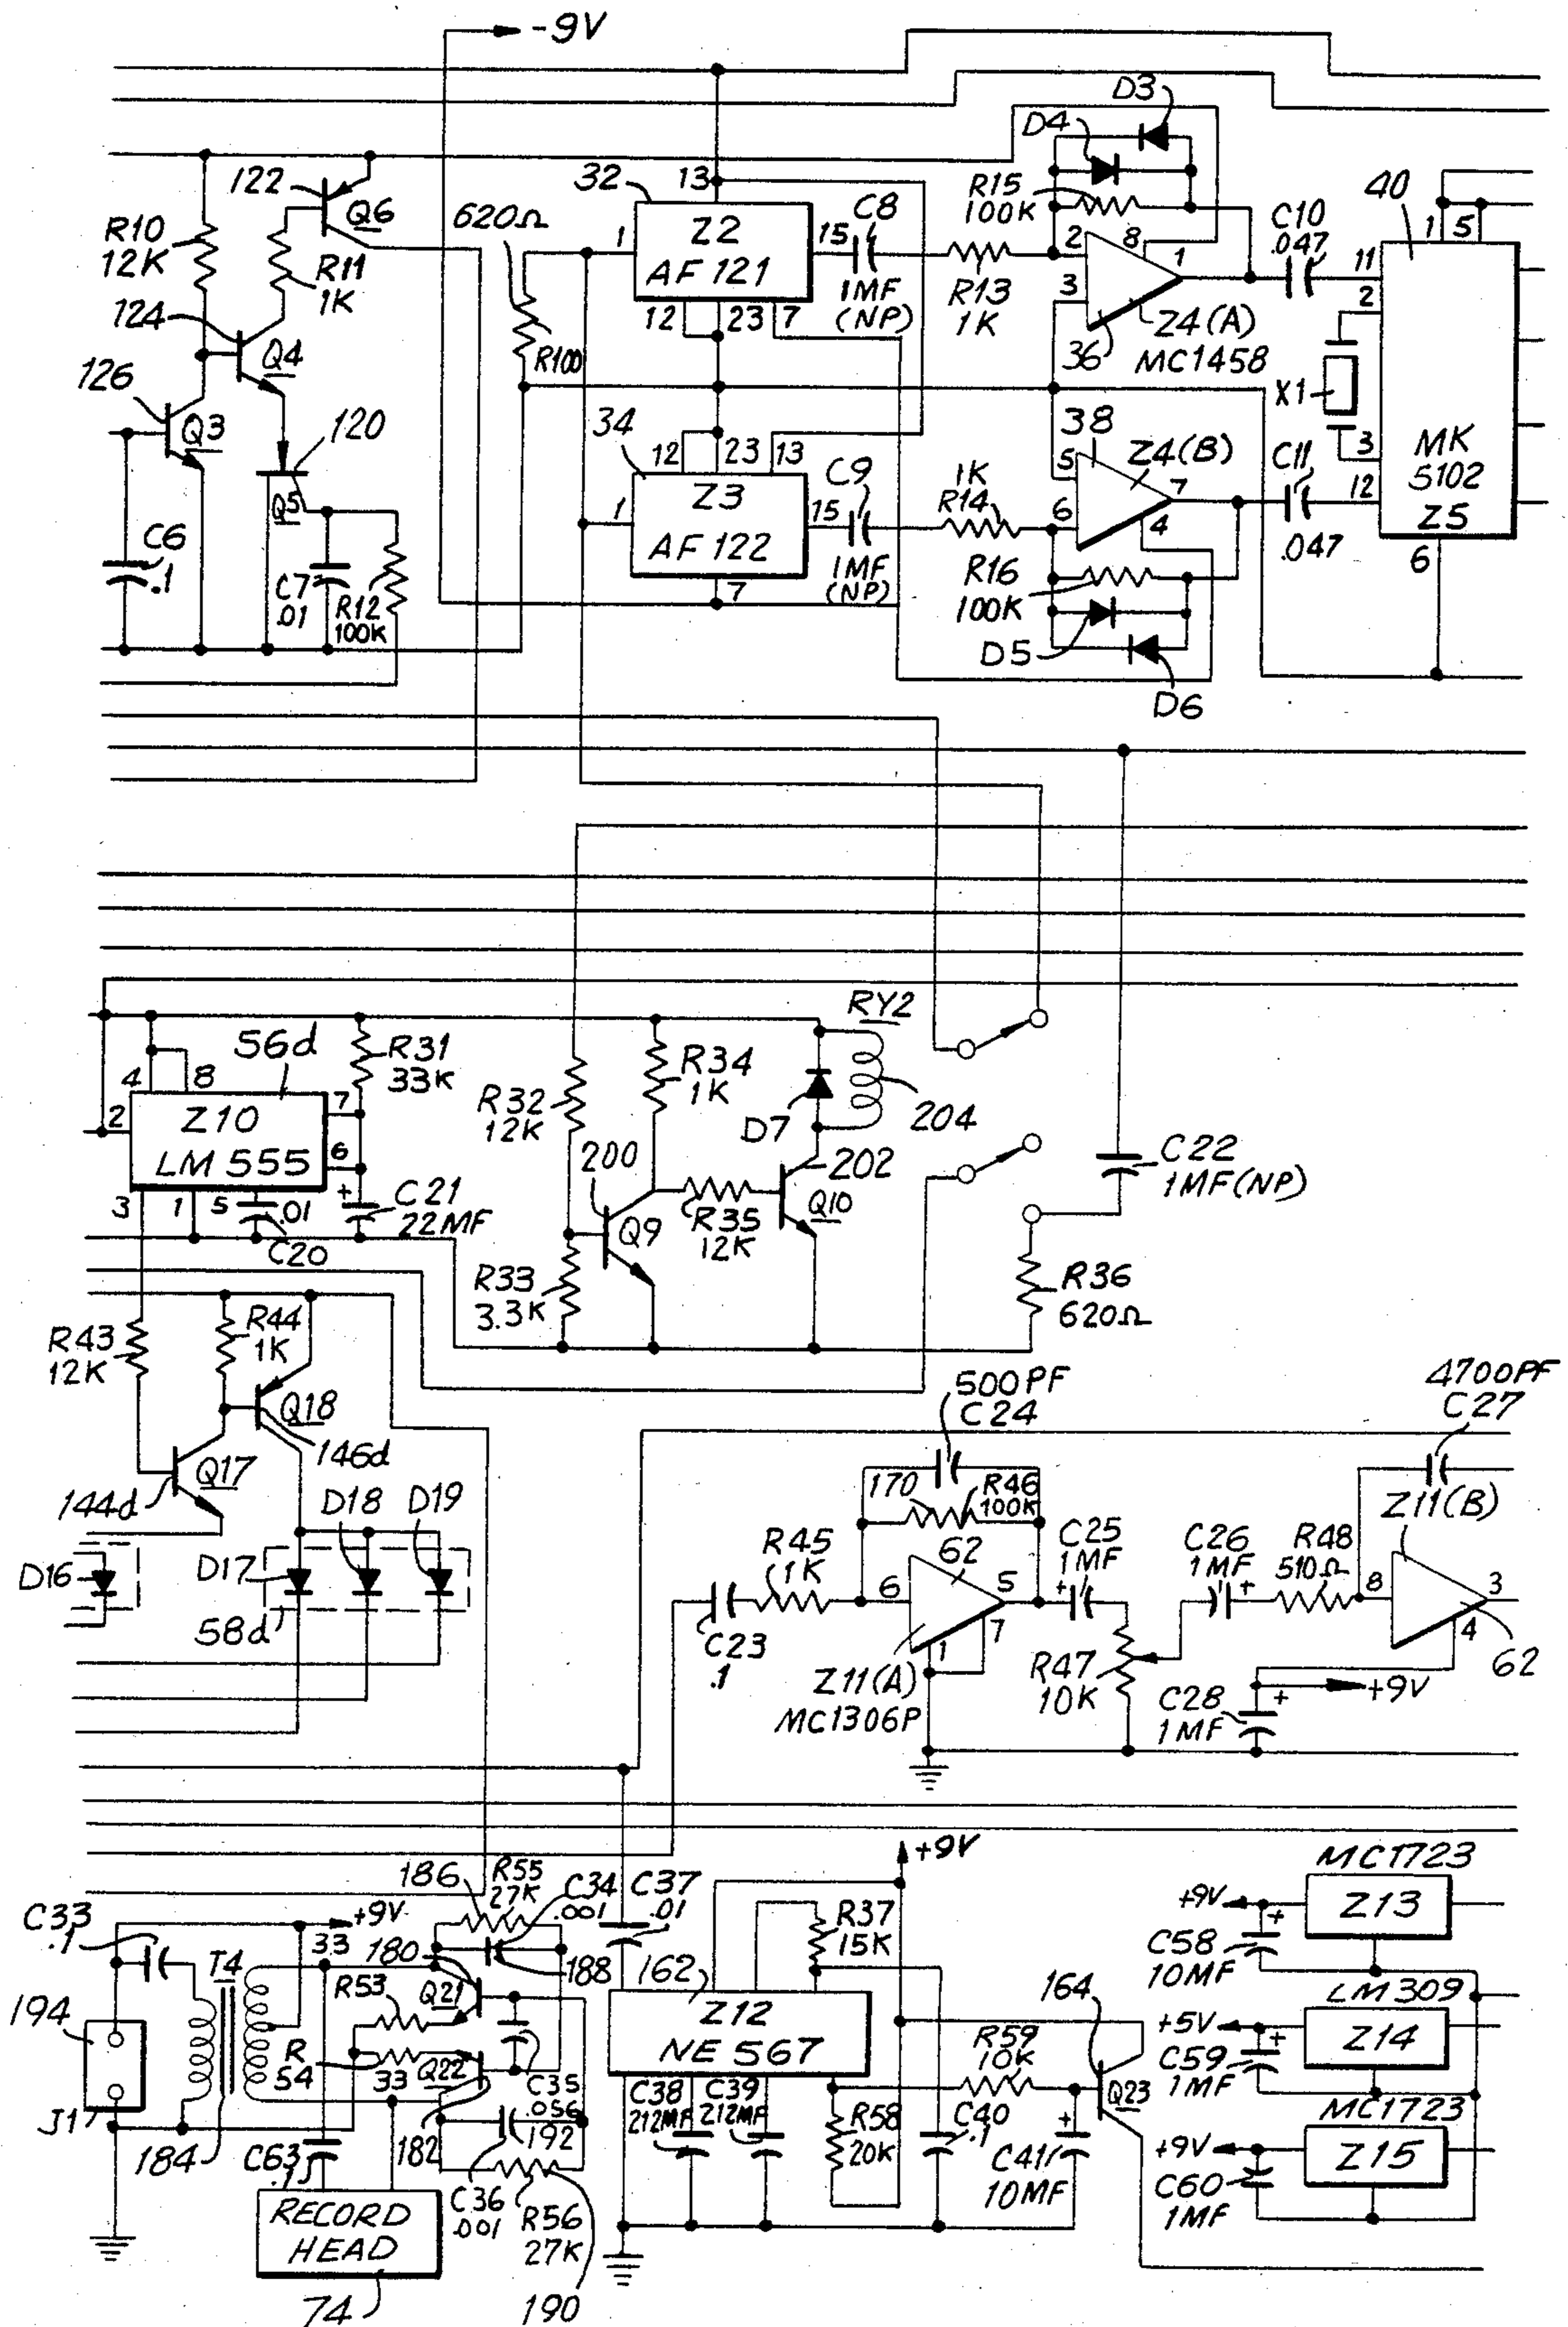 -9V
D3
D4
122
Q6
R10
12K
R11
1K
124
Q4
126
Q3
120
Q5
C6
.1
C7
.01
R12
100K
620Ω
R100
32
13
1
Z2
AF 121
15
12
23
7
C8
1MF
(NP)
R13
1K
R15
100K
2
8
1
3
36
Z4(A)
MC1458
C10
.047
40
1
5
11
2
X1
3
12
MK
5102
Z5
6
34
12
23
13
1
Z3
AF 122
15
7
C9
1MF
(NP)
1K
R14
38
5
6
Z4(B)
7
4
C11
.047
R16
100K
D5
D6
56d
4
8
2
Z10
LM 555
7
6
3
1
5
.01
C20
R31
33K
+
C21
22MF
R32
12K
R34
1K
200
Q9
R33
3.3K
R35
12K
RY2
D7
204
202
Q10
C22
1MF(NP)
R36
620Ω
R43
12K
R44
1K
Q18
146d
Q17
144d
D16
D17
D18
D19
58d
500PF
C24
170
R46
100K
R45
1K
C23
.1
62
6
5
1
7
Z11(A)
MC1306P
C25
1MF
+
R47
10K
C26
1MF
+
R48
510Ω
4700PF
C27
Z11(B)
8
3
4
62
C28
1MF
+
+9V
C33
.1
+9V
T4
194
J1
184
33
R53
R
54
33
180
Q21
Q22
182
186
R55
27K
C34
.001
188
C35
.056
192
C36
.001
R56
27K
190
C63
.1
RECORD
HEAD
74
C37
.01
162
Z12
NE 567
+9V
R37
15K
C38
212MF
C39
212MF
R58
20K
C40
.1
R59
10K
164
Q23
+
C41
10MF
MC1723
+9V
+
Z13
C58
10MF
LM309
+5V
+
Z14
C59
1MF
MC1723
+9V
Z15
C60
1MF